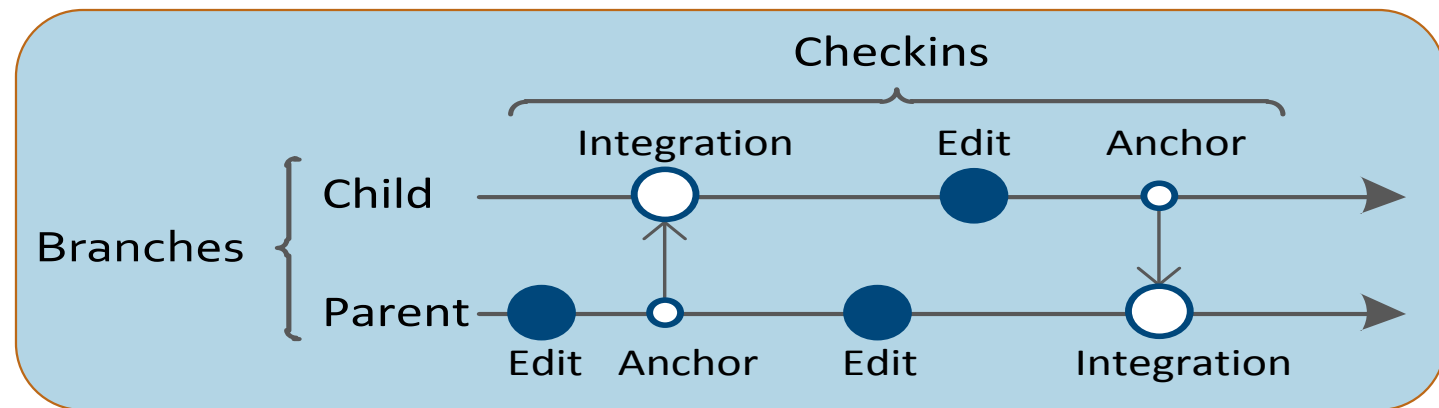 Checkins
Integration Edit Anchor
Child
Branches
Parent
Edit Anchor Edit Integration